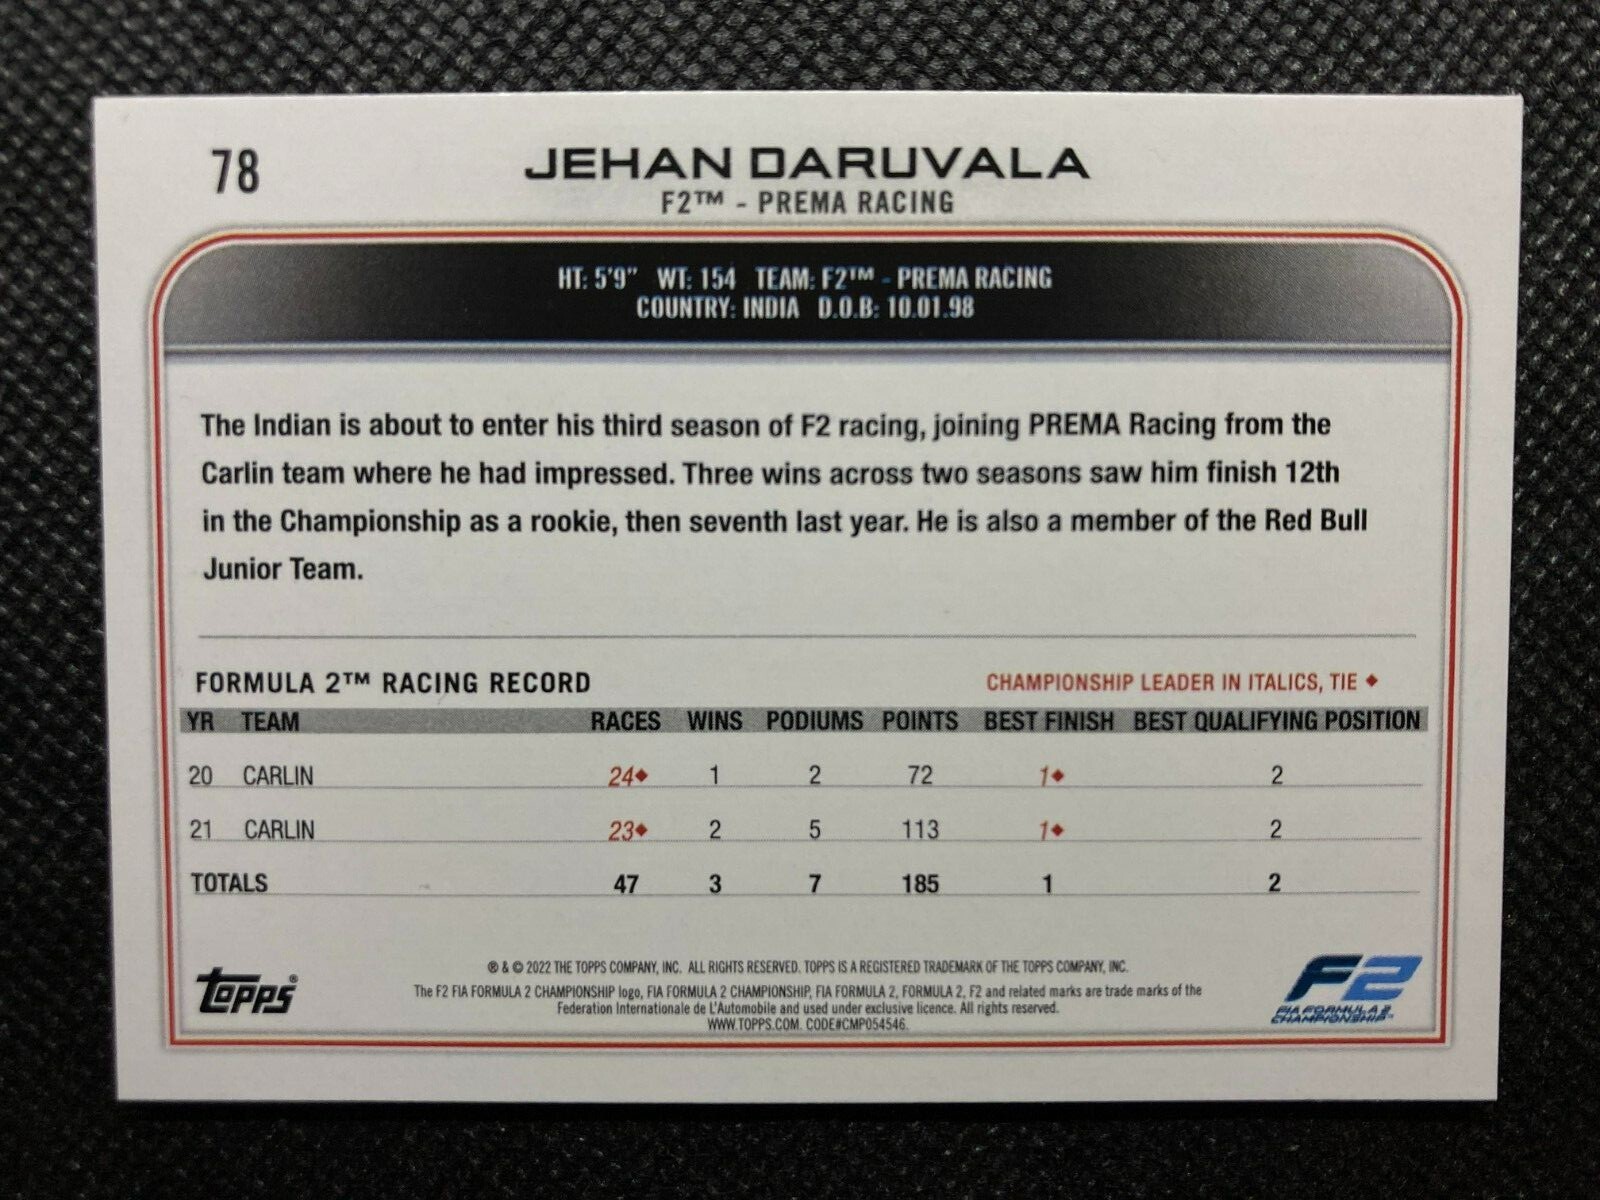 78
JEHAN DARUVALA
F2™ - PREMA RACING
HT: 5'9" WT: 154 TEAM: F2™ - PREMA RACING
COUNTRY: INDIA D.O.B: 10.01.98
The Indian is about to enter his third season of F2 racing, joining PREMA Racing from the
Carlin team where he had impressed. Three wins across two seasons saw him finish 12th
in the Championship as a rookie, then seventh last year. He is also a member of the Red Bull
Junior Team.
FORMULA 2™ RACING RECORD CHAMPIONSHIP LEADER IN ITALICS, TIE ♦
YR TEAM RACES WINS PODIUMS POINTS BEST FINISH BEST QUALIFYING POSITION
20 CARLIN 24♦ 1 2 72 1♦ 2
21 CARLIN 23♦ 2 5 113 1♦ 2
TOTALS 47 3 7 185 1 2
® & © 2022 THE TOPPS COMPANY, INC. ALL RIGHTS RESERVED. TOPPS IS A REGISTERED TRADEMARK OF THE TOPPS COMPANY, INC.
The F2 FIA FORMULA 2 CHAMPIONSHIP logo, FIA FORMULA 2 CHAMPIONSHIP, FIA FORMULA 2, FORMULA 2, F2 and related marks are trade marks of the
Federation Internationale de L'Automobile and used under exclusive licence. All rights reserved.
WWW.TOPPS.COM. CODE#CMP054546.
topps®
F2
FIA FORMULA 2
CHAMPIONSHIP™